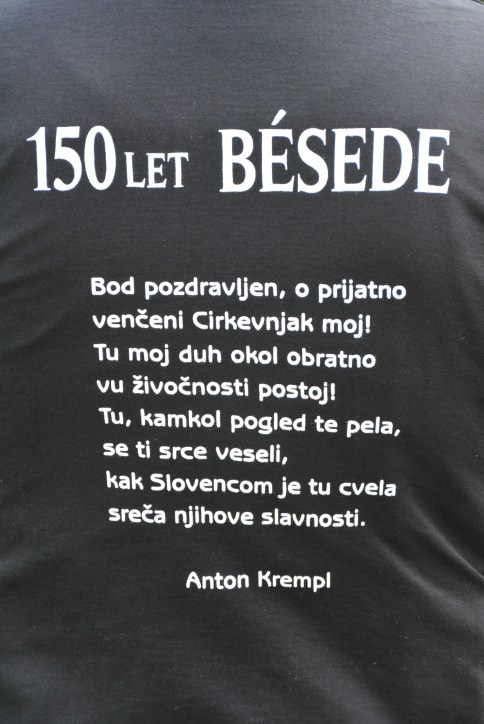 150 LET BÉSEDE
Bod pozdravljen, o prijatno
venčeni Cirkevnjak moj!
Tu moj duh okol obratno
vu živočnosti postoj!
Tu, kamkol pogled te pela,
se ti srce veseli,
kak Slovencom je tu cvela
sreča njihove slavnosti.
Anton Krempl